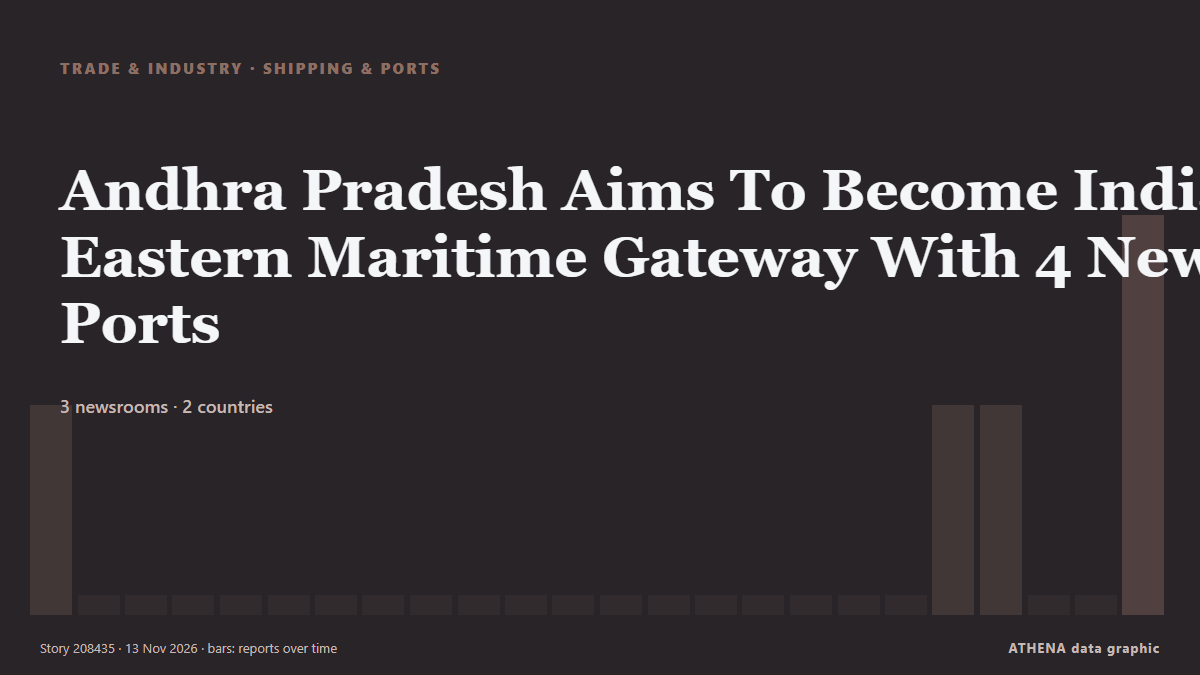 TRADE & INDUSTRY · SHIPPING & PORTS
Andhra Pradesh Aims To Become Indi
Eastern Maritime Gateway With 4 New
Ports
3 newsrooms · 2 countries
Story 208435 · 13 Nov 2026 · bars: reports over time
ATHENA data graphic